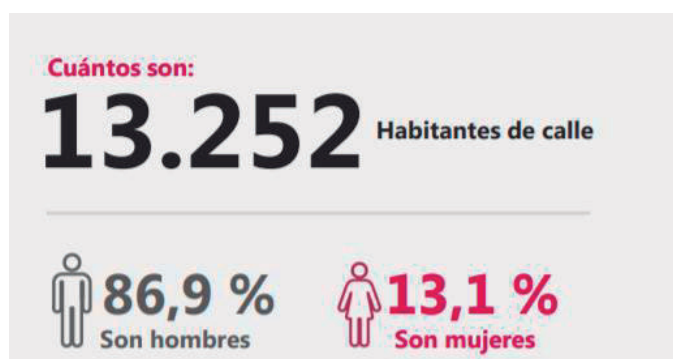 Cuántos son:
13.252 Habitantes de calle
86,9 % 13,1 %
Son hombres Son mujeres